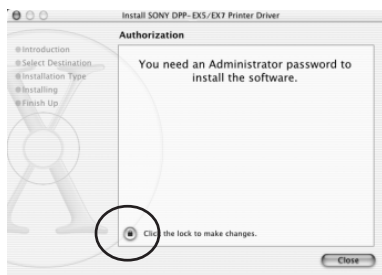 Install SONY DPP-EX5/EX7 Printer Driver
Authorization
Introduction
Select Destination
Installation Type
Installing
Finish Up
You need an Administrator password to
install the software.
Click the lock to make changes.
Close